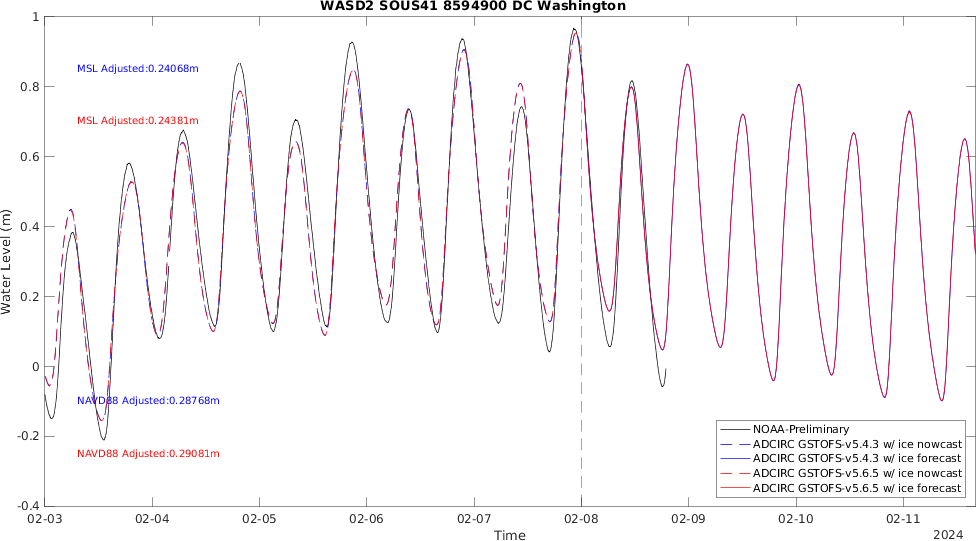 WASD2 SOUS41 8594900 DC Washington
1
0.8
0.6
0.4
0.2
0
-0.2
-0.4
Water Level (m)
MSL Adjusted:0.24068m
MSL Adjusted:0.24381m
NAVD88 Adjusted:0.28768m
NAVD88 Adjusted:0.29081m
NOAA-Preliminary
ADCIRC GSTOFS-v5.4.3 w/ ice nowcast
ADCIRC GSTOFS-v5.4.3 w/ ice forecast
ADCIRC GSTOFS-v5.6.5 w/ ice nowcast
ADCIRC GSTOFS-v5.6.5 w/ ice forecast
02-03 02-04 02-05 02-06 02-07 02-08 02-09 02-10 02-11
Time
2024